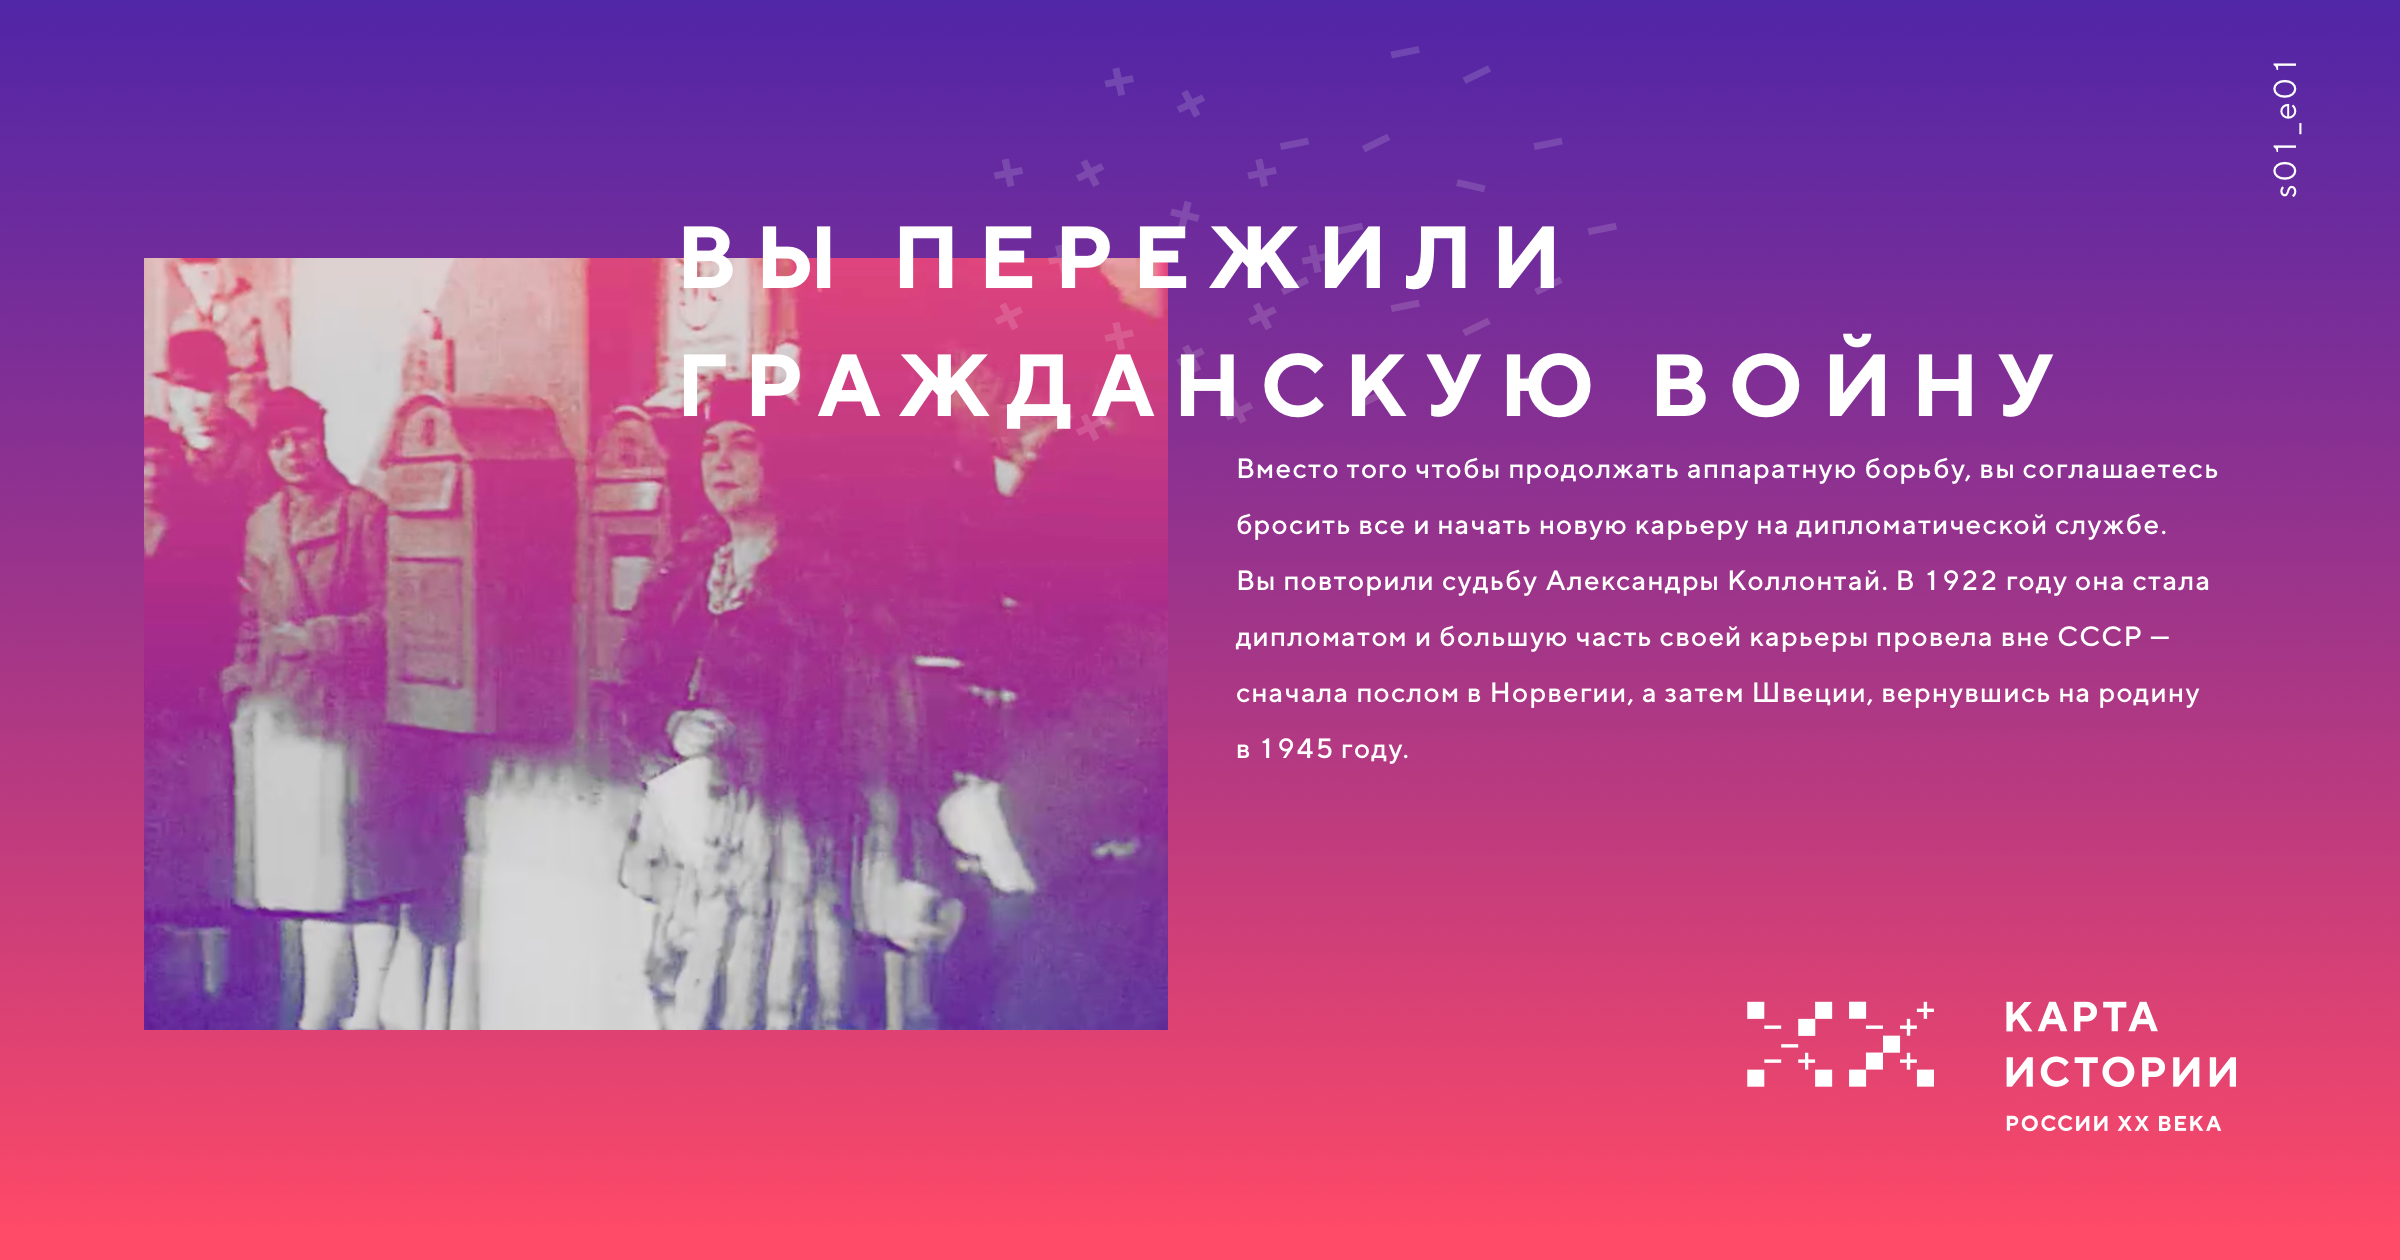 s01_e01
ВЫ ПЕРЕЖИЛИ
ГРАЖДАНСКУЮ ВОЙНУ
Вместо того чтобы продолжать аппаратную борьбу, вы соглашаетесь
бросить все и начать новую карьеру на дипломатической службе.
Вы повторили судьбу Александры Коллонтай. В 1922 году она стала
дипломатом и большую часть своей карьеры провела вне СССР —
сначала послом в Норвегии, а затем Швеции, вернувшись на родину
в 1945 году.
КАРТА
ИСТОРИИ
РОССИИ XX ВЕКА